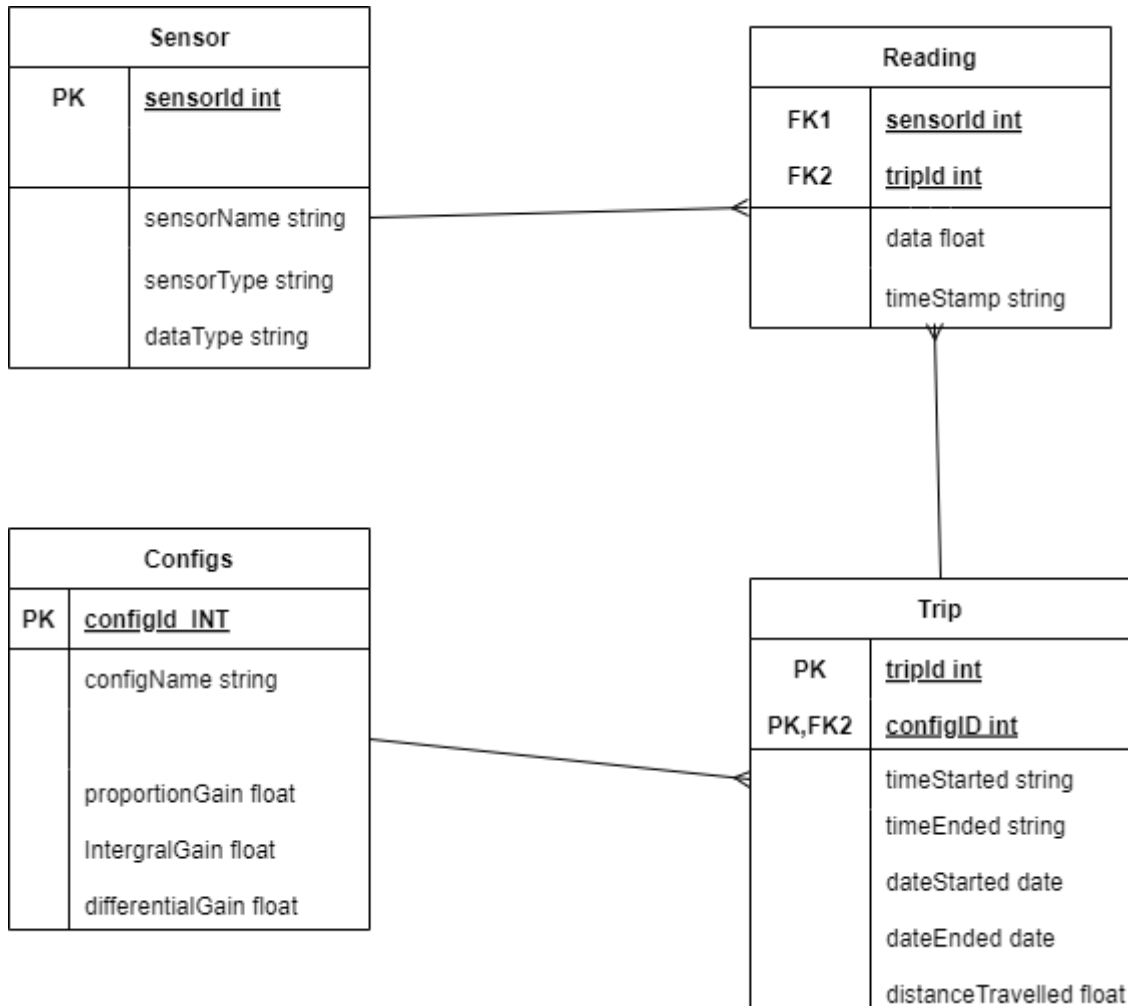 Sensor
PK sensorId int
sensorName string
sensorType string
dataType string
Reading
FK1 sensorId int
FK2 tripId int
data float
timeStamp string
Configs
PK configId INT
configName string
proportionGain float
IntergralGain float
differentialGain float
Trip
PK tripId int
PK,FK2 configID int
timeStarted string
timeEnded string
dateStarted date
dateEnded date
distanceTravelled float